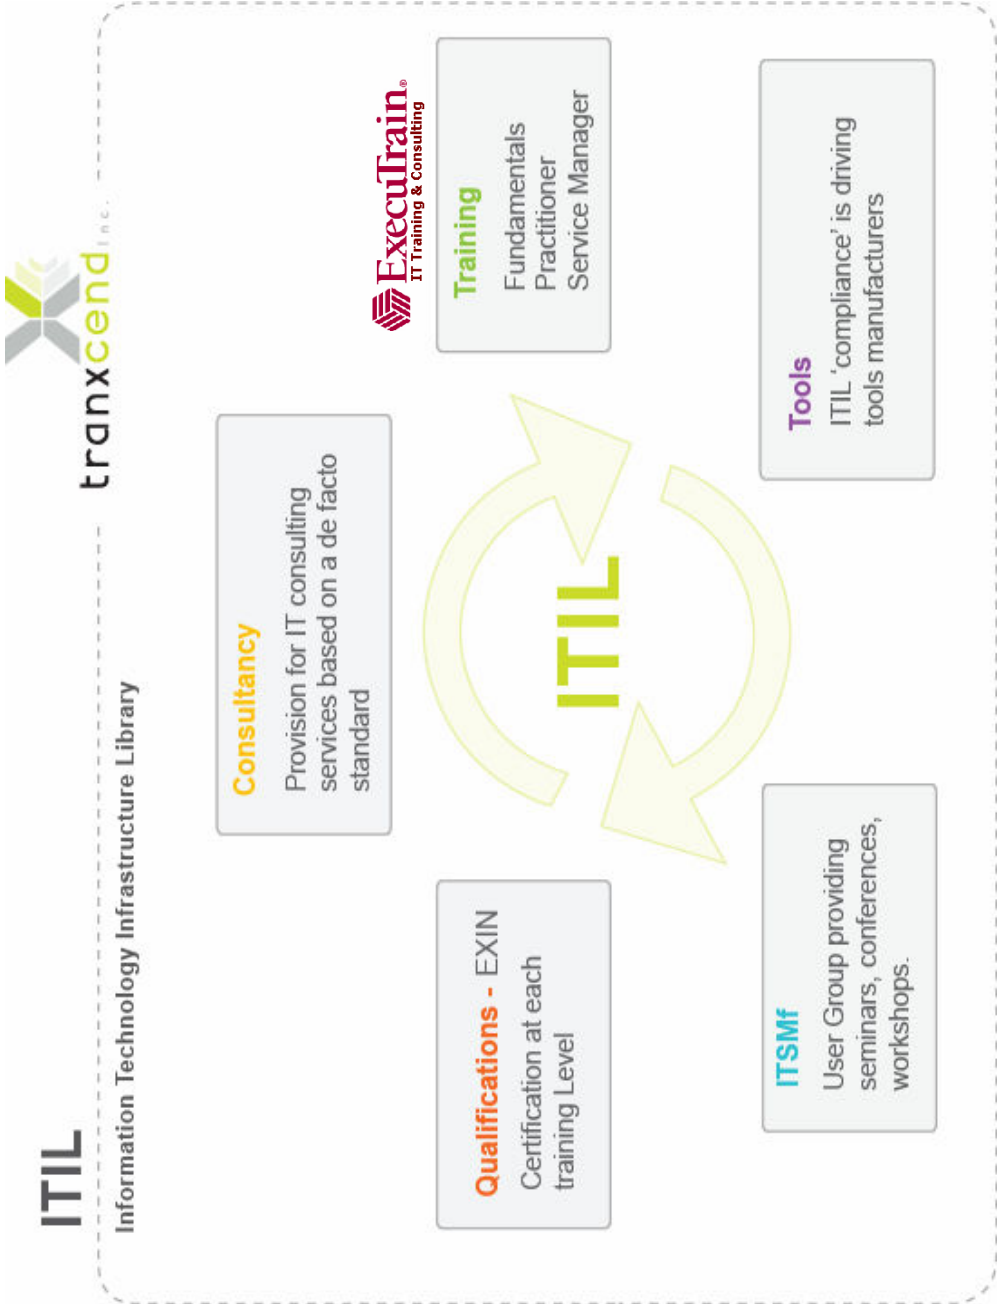 ITIL
tranxcend Inc.
Information Technology Infrastructure Library
Consultancy
Provision for IT consulting
services based on a de facto
standard
ExecuTrain®
IT Training & Consulting
Qualifications - EXIN
Certification at each
training Level
ITIL
Training
Fundamentals
Practitioner
Service Manager
ITSMf
User Group providing
seminars, conferences,
workshops.
Tools
ITIL ‘compliance’ is driving
tools manufacturers